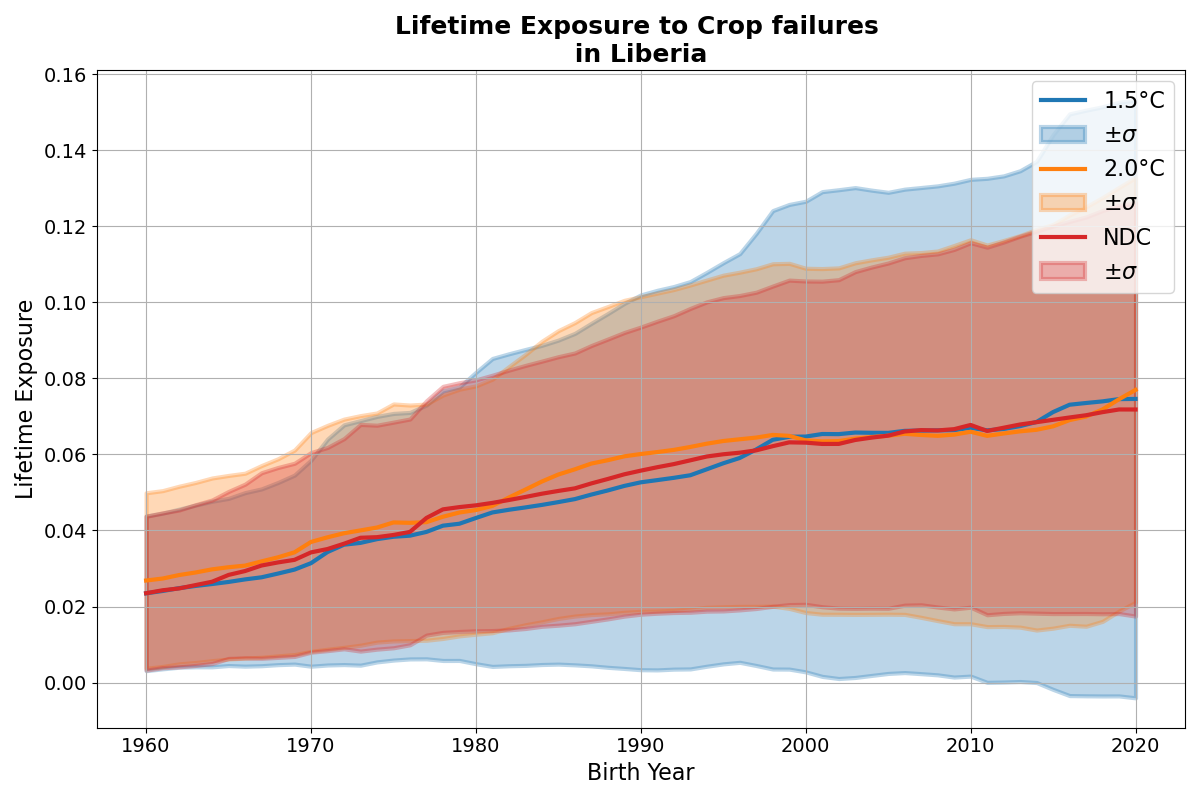 Lifetime Exposure to Crop failures
in Liberia
Lifetime Exposure
0.16
0.14
0.12
0.10
0.08
0.06
0.04
0.02
0.00
1960
1970
1980
1990
2000
2010
2020
Birth Year
1.5°C
±σ
2.0°C
±σ
NDC
±σ